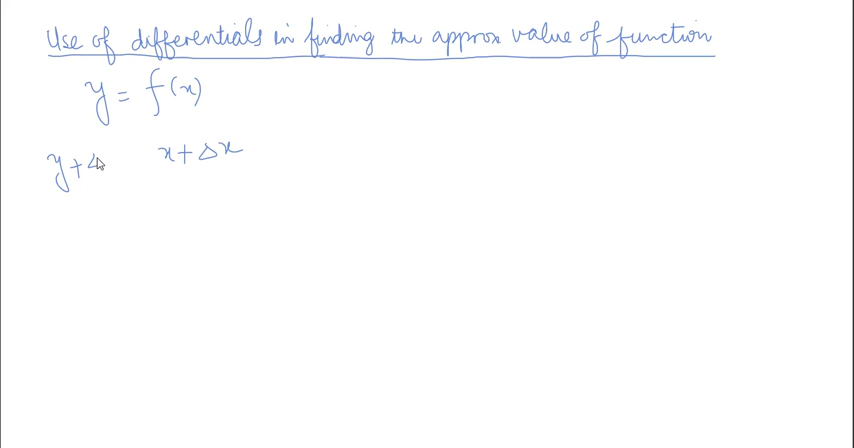 Use of differentials in finding the approx value of function
y = f(x)
y + Δ x + Δx